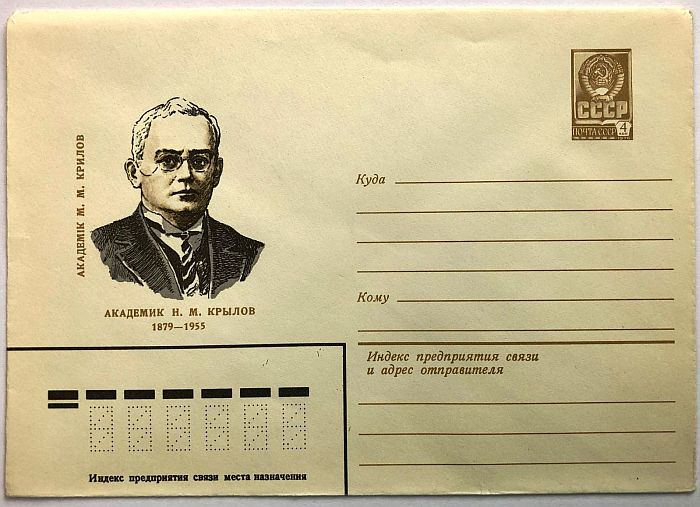 АКАДЕМІК М. М. КРИЛОВ
АКАДЕМИК Н. М. КРЫЛОВ
1879—1955
СССР
ПОЧТА СССР 4
Куда
Кому
Индекс предприятия связи
и адрес отправителя
Индекс предприятия связи места назначения